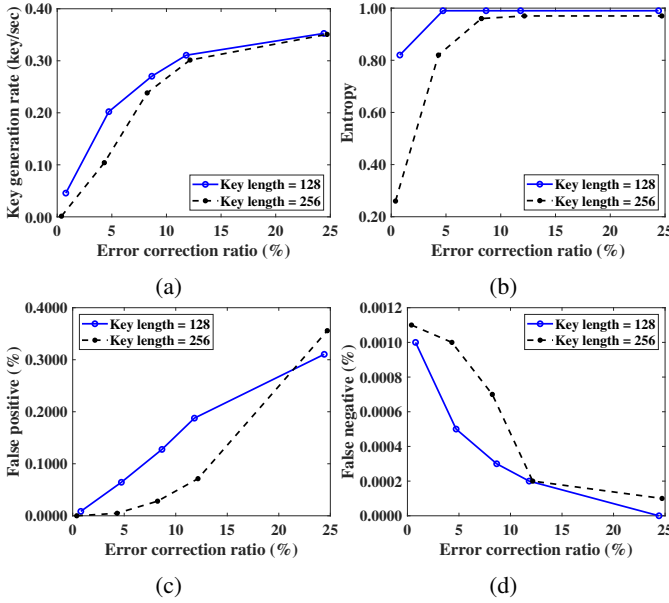 0.40
0.30
0.20
0.10
0.00
Key generation rate (key/sec)
Key length = 128
Key length = 256
0 5 10 15 20 25
Error correction ratio (%)
(a)
1.00
0.80
0.60
0.40
0.20
Entropy
Key length = 128
Key length = 256
0 5 10 15 20 25
Error correction ratio (%)
(b)
0.4000
0.3000
0.2000
0.1000
0.0000
False positive (%)
Key length = 128
Key length = 256
0 5 10 15 20 25
Error correction ratio (%)
(c)
0.0012
0.0010
0.0008
0.0006
0.0004
0.0002
0.0000
False negative (%)
Key length = 128
Key length = 256
0 5 10 15 20 25
Error correction ratio (%)
(d)